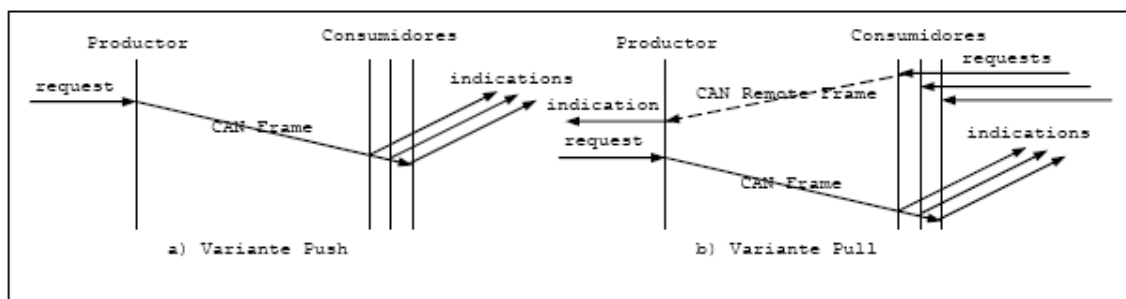 Productor
Consumidores
request
indications
CAN Frame
a) Variante Push
Productor
Consumidores
requests
CAN Remote Frame
indication
request
indications
CAN Frame
b) Variante Pull